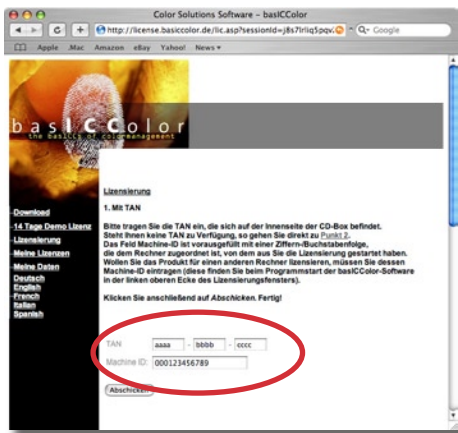 Color Solutions Software – basICColor
http://license.basiccolor.de/lic.asp?sessionId=j8s7lrliq5pqv
Google
Apple .Mac Amazon eBay Yahoo! News
basICColor
the basICCs of colormanagement
Download
14 Tage Demo Lizenz
Lizensierung
Meine Lizenzen
Meine Daten
Deutsch
English
French
Italian
Spanish
Lizensierung
1. Mit TAN
Bitte tragen Sie die TAN ein, die sich auf der Innenseite der CD-Box befindet.
Steht Ihnen keine TAN zu Verfügung, so gehen Sie direkt zu Punkt 2.
Das Feld Machine-ID ist vorausgefüllt mit einer Ziffern-/Buchstabenfolge,
die dem Rechner zugeordnet ist, von dem aus Sie die Lizensierung gestartet haben.
Wollen Sie das Produkt für einen anderen Rechner lizensieren, müssen Sie dessen
Machine-ID eintragen (diese finden Sie beim Programmstart der basICColor-Software
in der linken oberen Ecke des Lizensierungsfensters).
Klicken Sie anschließend auf Abschicken. Fertig!
TAN aaaa - bbbb - cccc
Machine ID: 000123456789
Abschicken